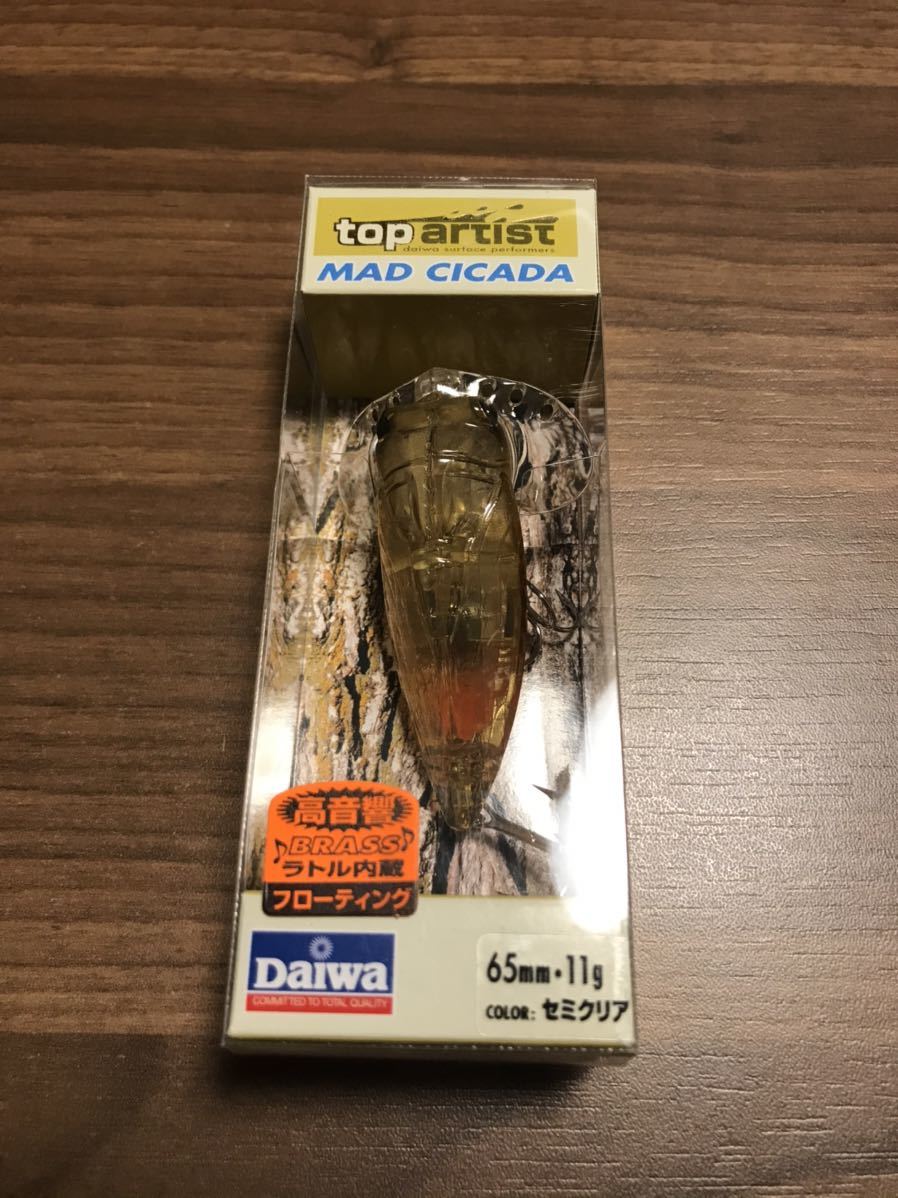 top artist
daiwa surface performers
MAD CICADA
高音響
BRASS
ラトル内蔵
フローティング
Daiwa
COMMITTED TO TOTAL QUALITY
65mm・11g
COLOR: セミクリア